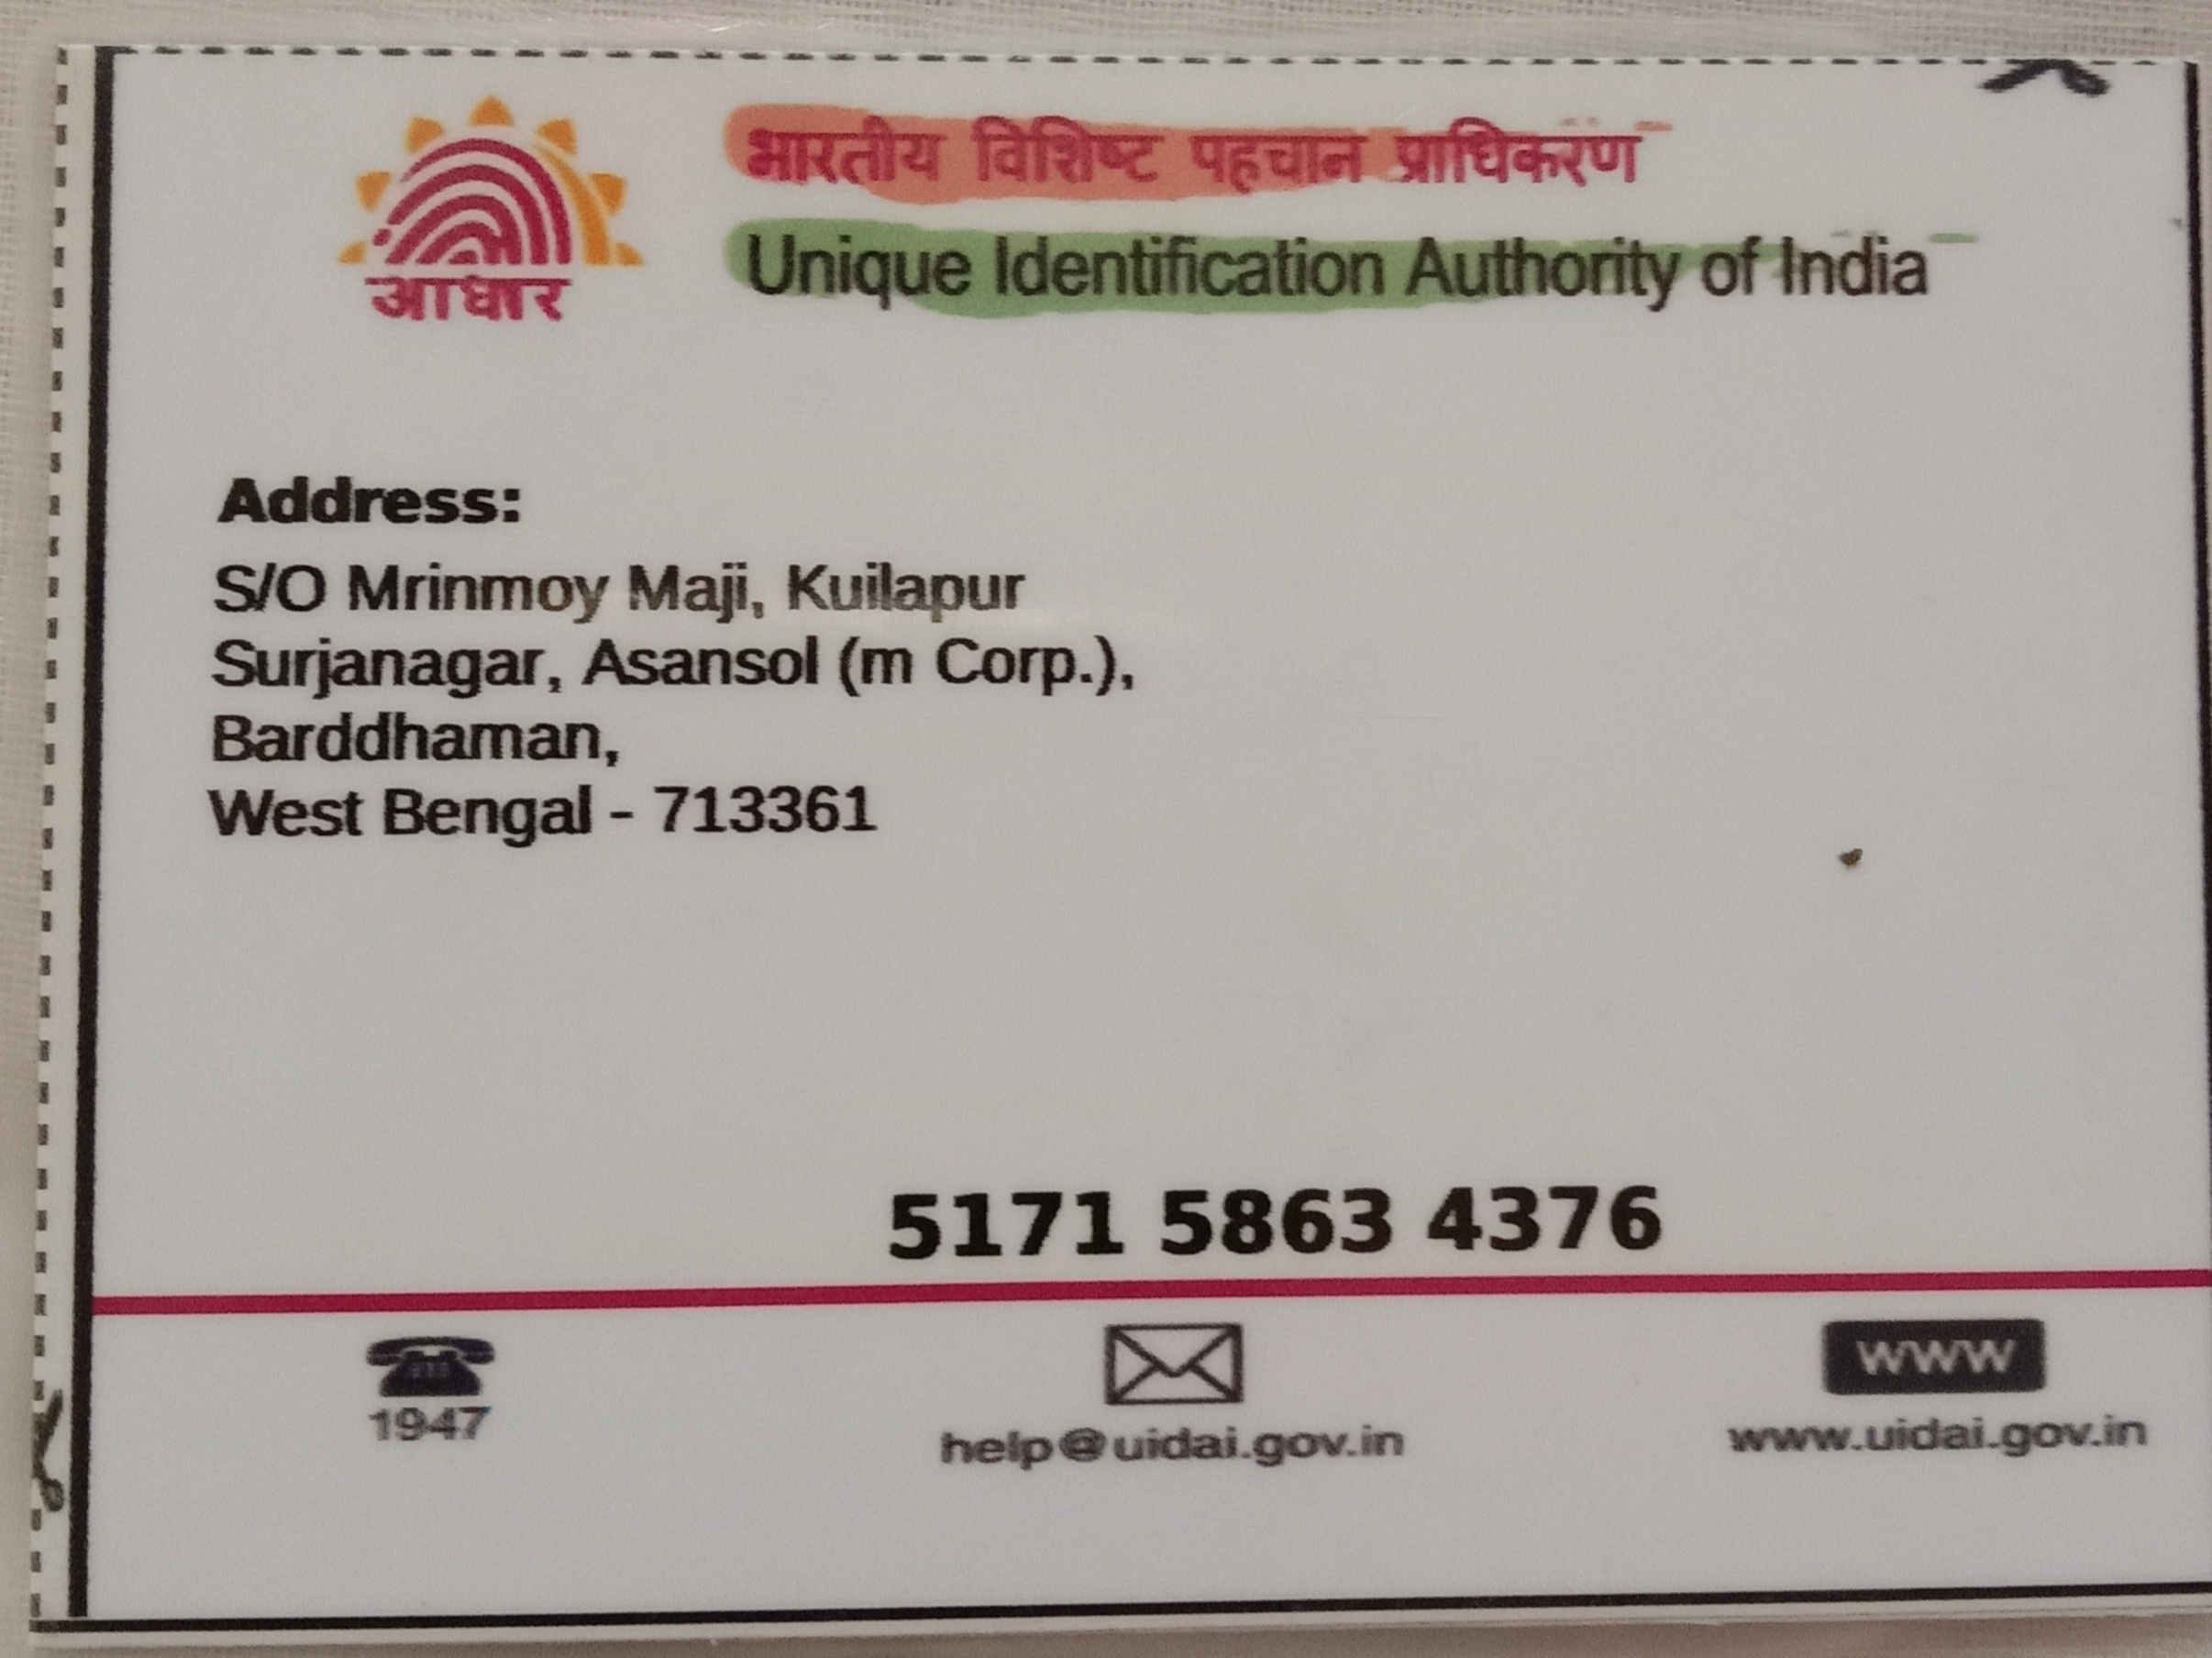 भारतीय विशिष्ट पहचान प्राधिकरण
Unique Identification Authority of India
आधार
Address:
S/O Mrinmoy Maji, Kuilapur
Surjanagar, Asansol (m Corp.),
Barddhaman,
West Bengal - 713361
5171 5863 4376
www
1947
help@uidai.gov.in
www.uidai.gov.in